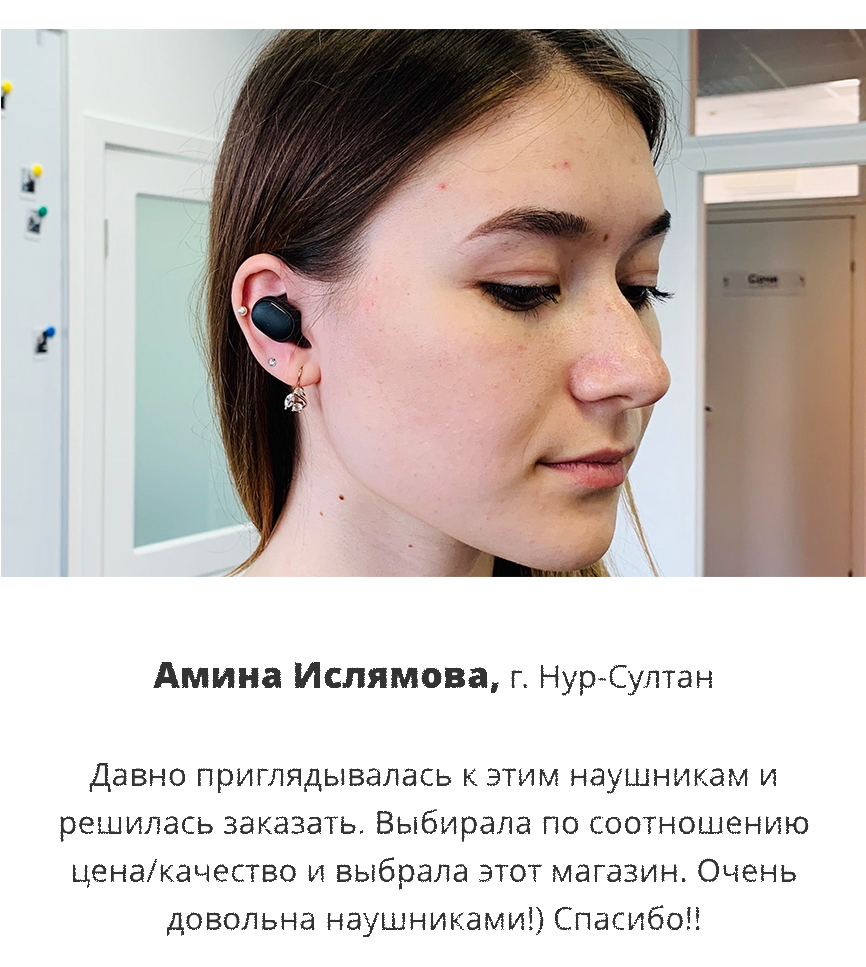 Амина Ислямова, г. Нур-Султан
Давно приглядывалась к этим наушникам и
решилась заказать. Выбирала по соотношению
цена/качество и выбрала этот магазин. Очень
довольна наушниками!) Спасибо!!